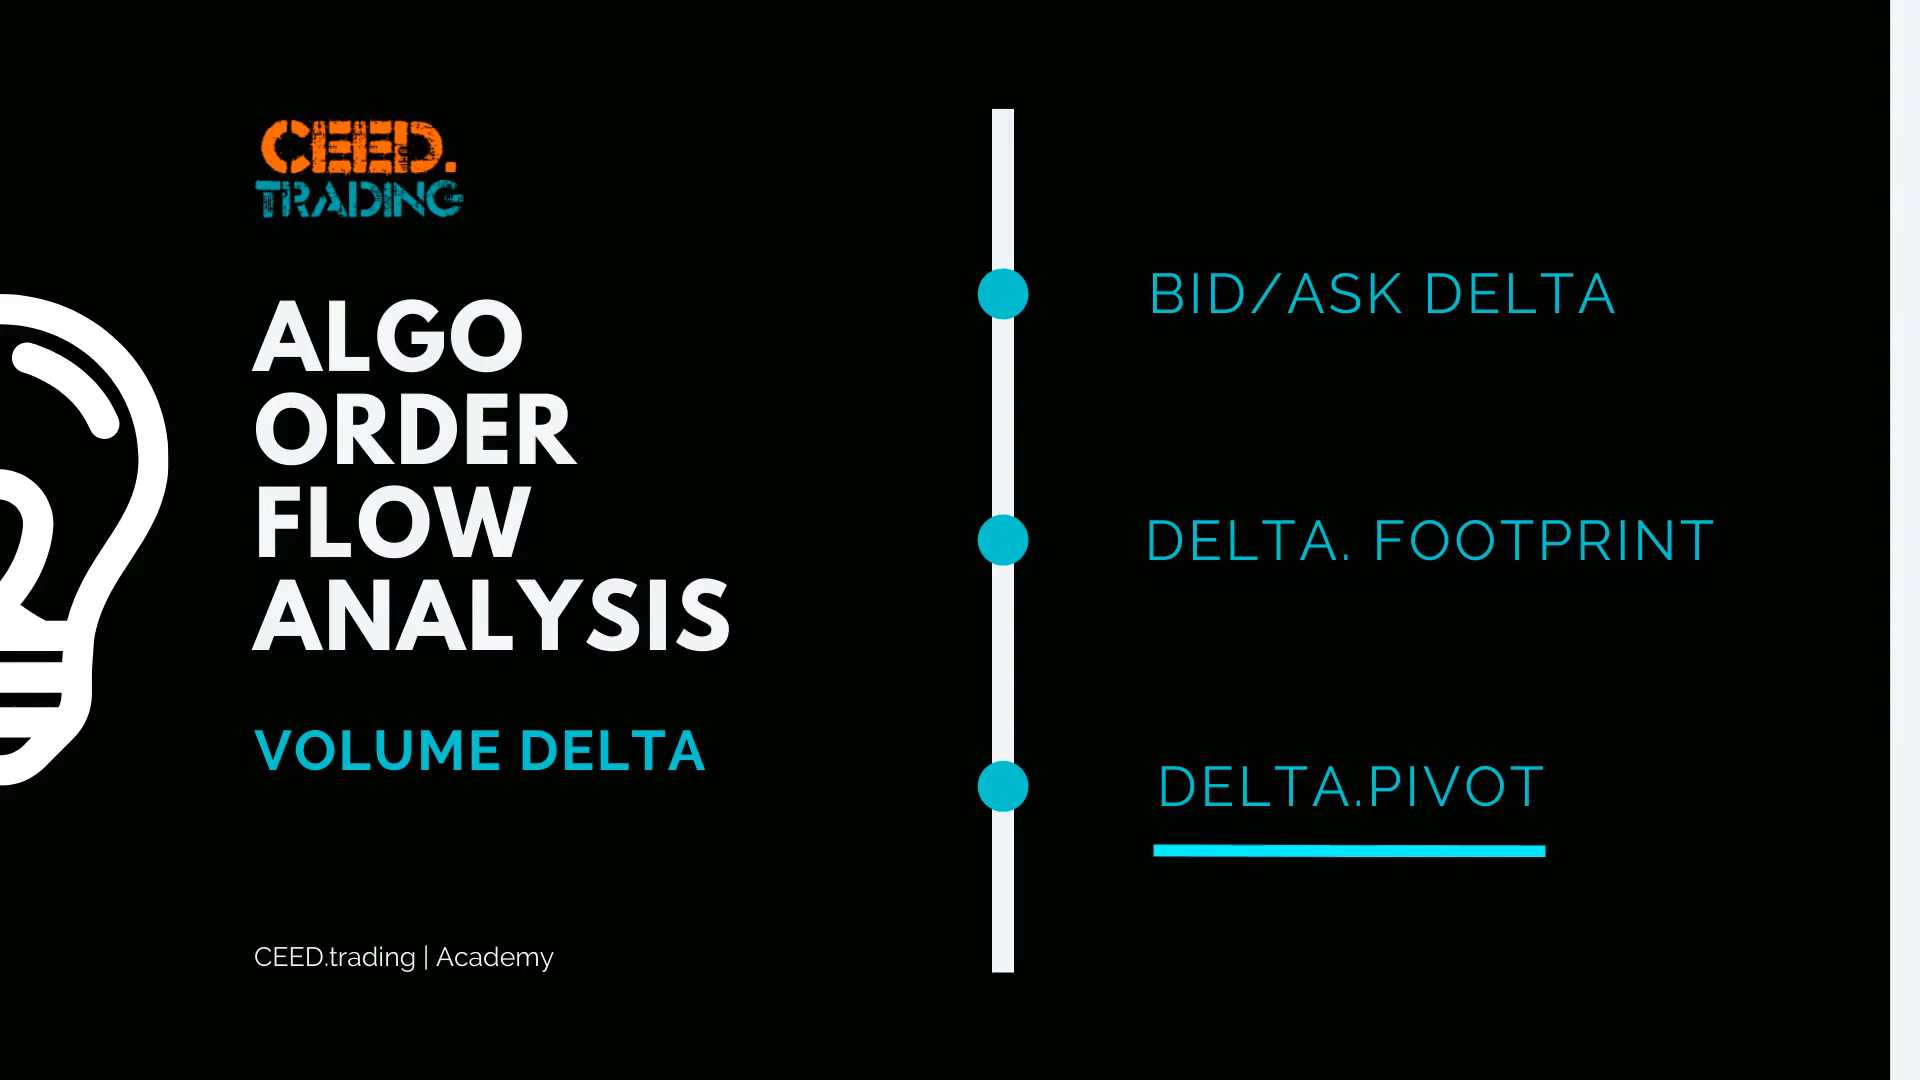 CEED.
TRADING
ALGO
ORDER
FLOW
ANALYSIS
VOLUME DELTA
CEED.trading | Academy
BID/ASK DELTA
DELTA. FOOTPRINT
DELTA.PIVOT